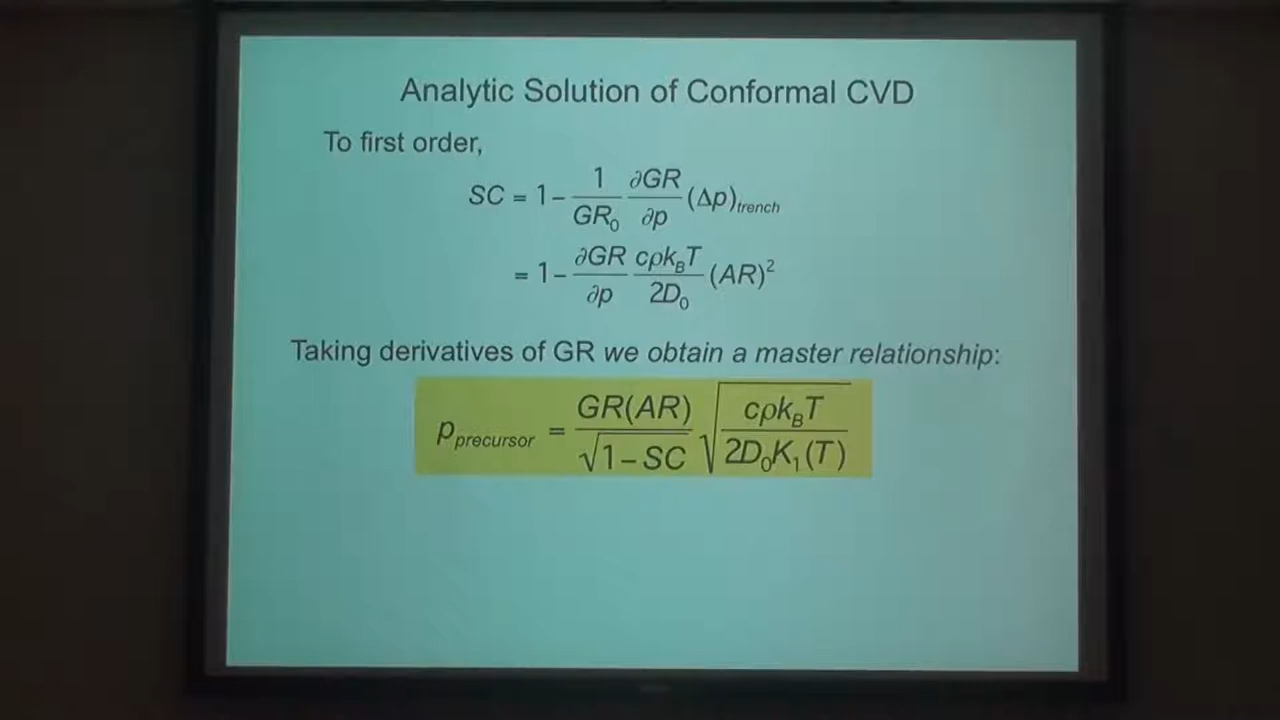 Analytic Solution of Conformal CVD
To first order,
SC = 1 − 1/GR₀ ∂GR/∂p (Δp)trench
= 1 − ∂GR/∂p cρk_BT/2D₀ (AR)²
Taking derivatives of GR we obtain a master relationship:
p_precursor = GR(AR)/√(1−SC) √(cρk_BT/2D₀K₁(T))